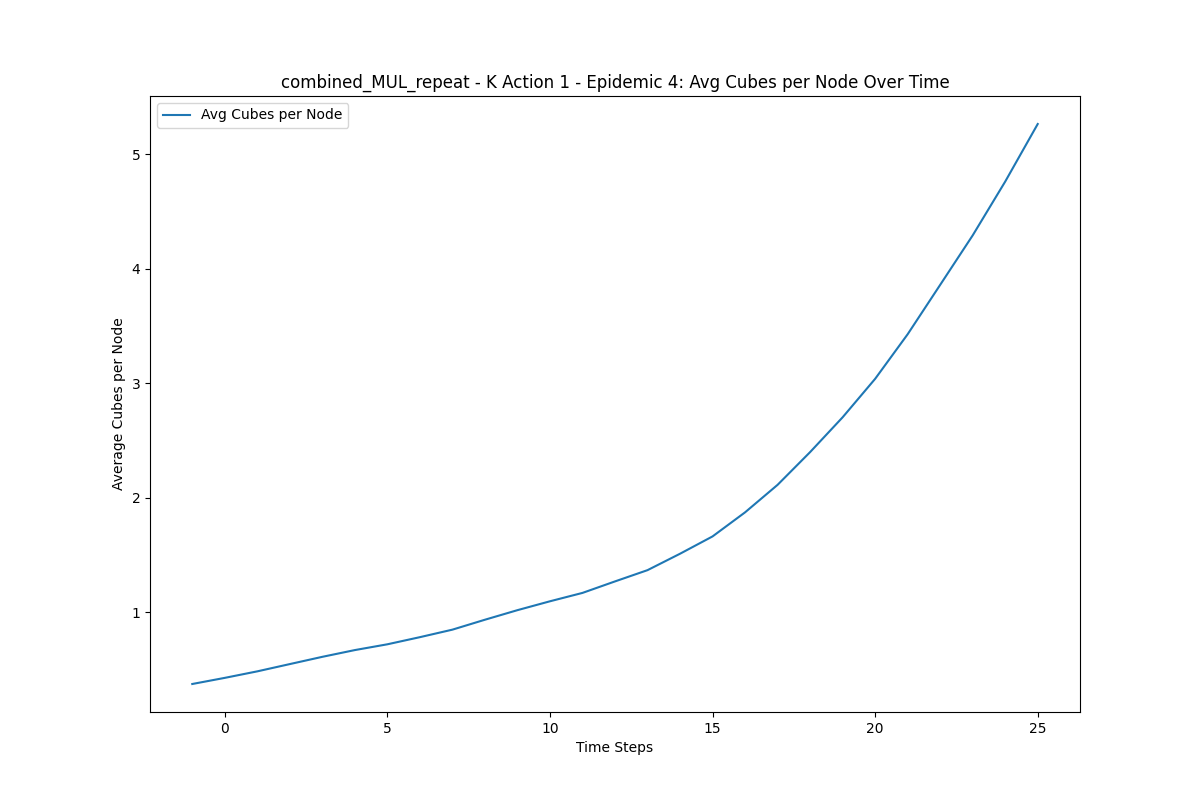 combined_MUL_repeat - K Action 1 - Epidemic 4: Avg Cubes per Node Over Time
Avg Cubes per Node
Average Cubes per Node
5
4
3
2
1
0 5 10 15 20 25
Time Steps